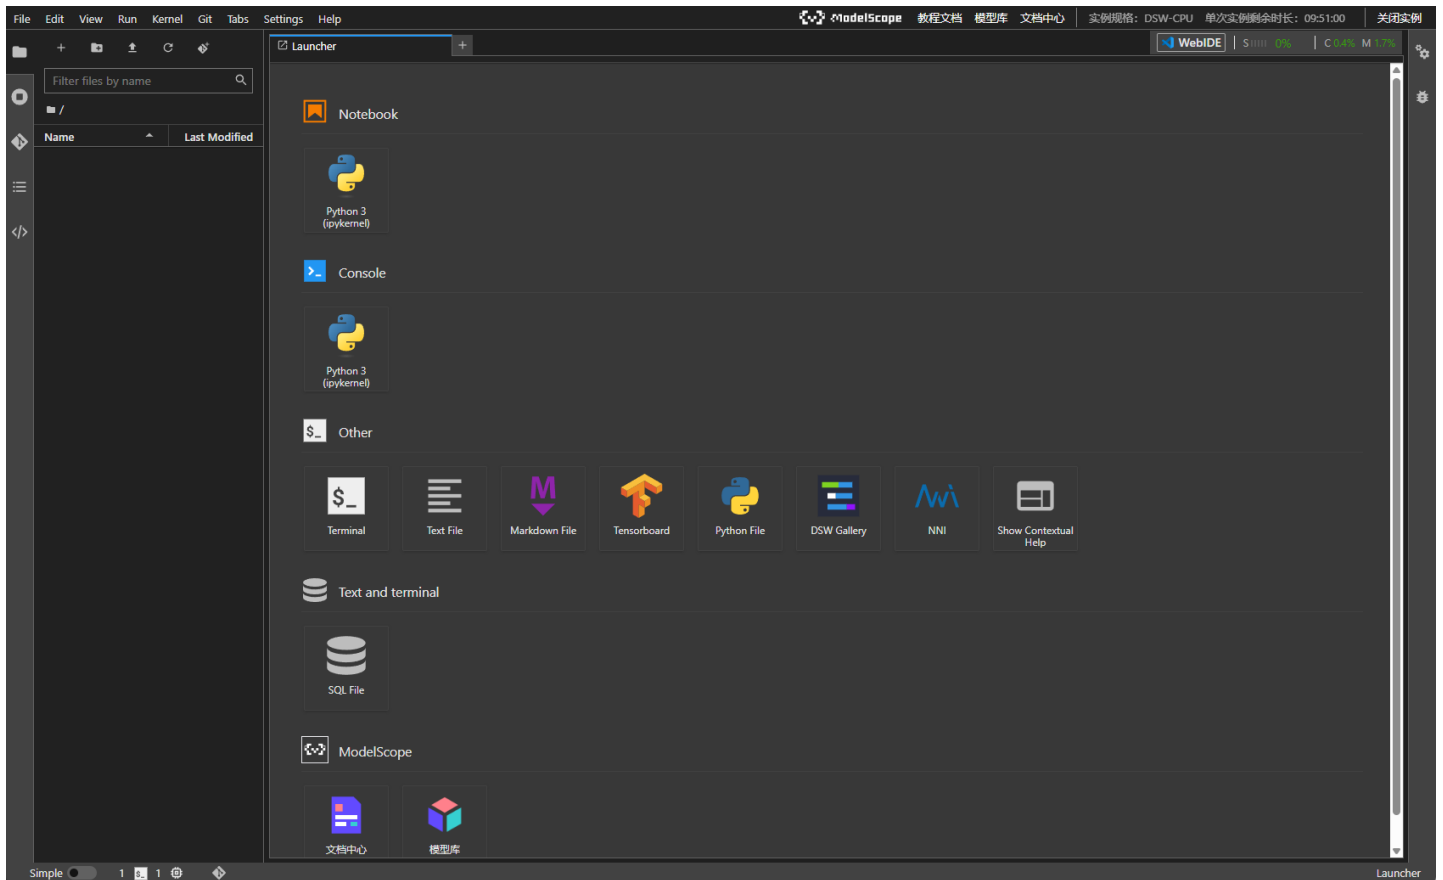 File Edit View Run Kernel Git Tabs Settings Help
ModelScope 教程文档 模型库 文档中心 实例规格：DSW-CPU 单次实例剩余时长：09:51:00 关闭实例
Launcher
WebIDE S 0% C 0.4% M 1.7%
Filter files by name
/
Name Last Modified
Notebook
Python 3
(ipykernel)
Console
Python 3
(ipykernel)
$_ Other
$_
M
Terminal Text File Markdown File Tensorboard Python File DSW Gallery NNI Show Contextual
Help
Text and terminal
SQL File
ModelScope
文档中心 模型库
Simple 1 $_ 1 Launcher